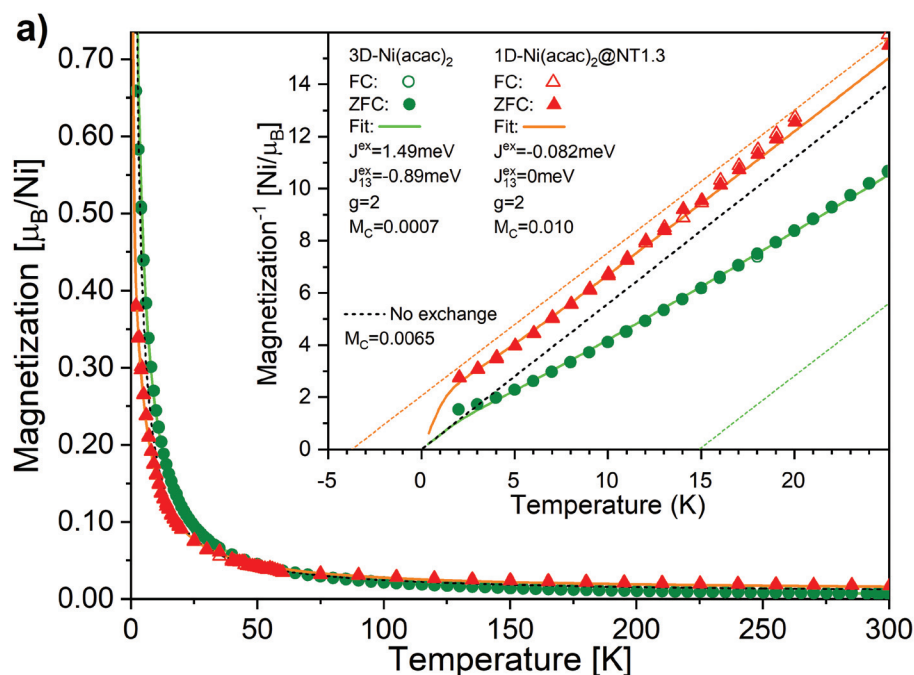 a)
Magnetization [μB/Ni]
0.70
0.60
0.50
0.40
0.30
0.20
0.10
0.00
0
50
100
150
200
250
300
Temperature [K]
Magnetization⁻¹ [Ni/μB]
14
12
10
8
6
4
2
0
-5
0
5
10
15
20
Temperature (K)
3D-Ni(acac)₂ 1D-Ni(acac)₂@NT1.3
FC: FC:
ZFC: ZFC:
Fit: Fit:
Jᵉˣ=1.49meV Jᵉˣ=-0.082meV
J₁₃ᵉˣ=-0.89meV J₁₃ᵉˣ=0meV
g=2 g=2
M_C=0.0007 M_C=0.010
No exchange
M_C=0.0065